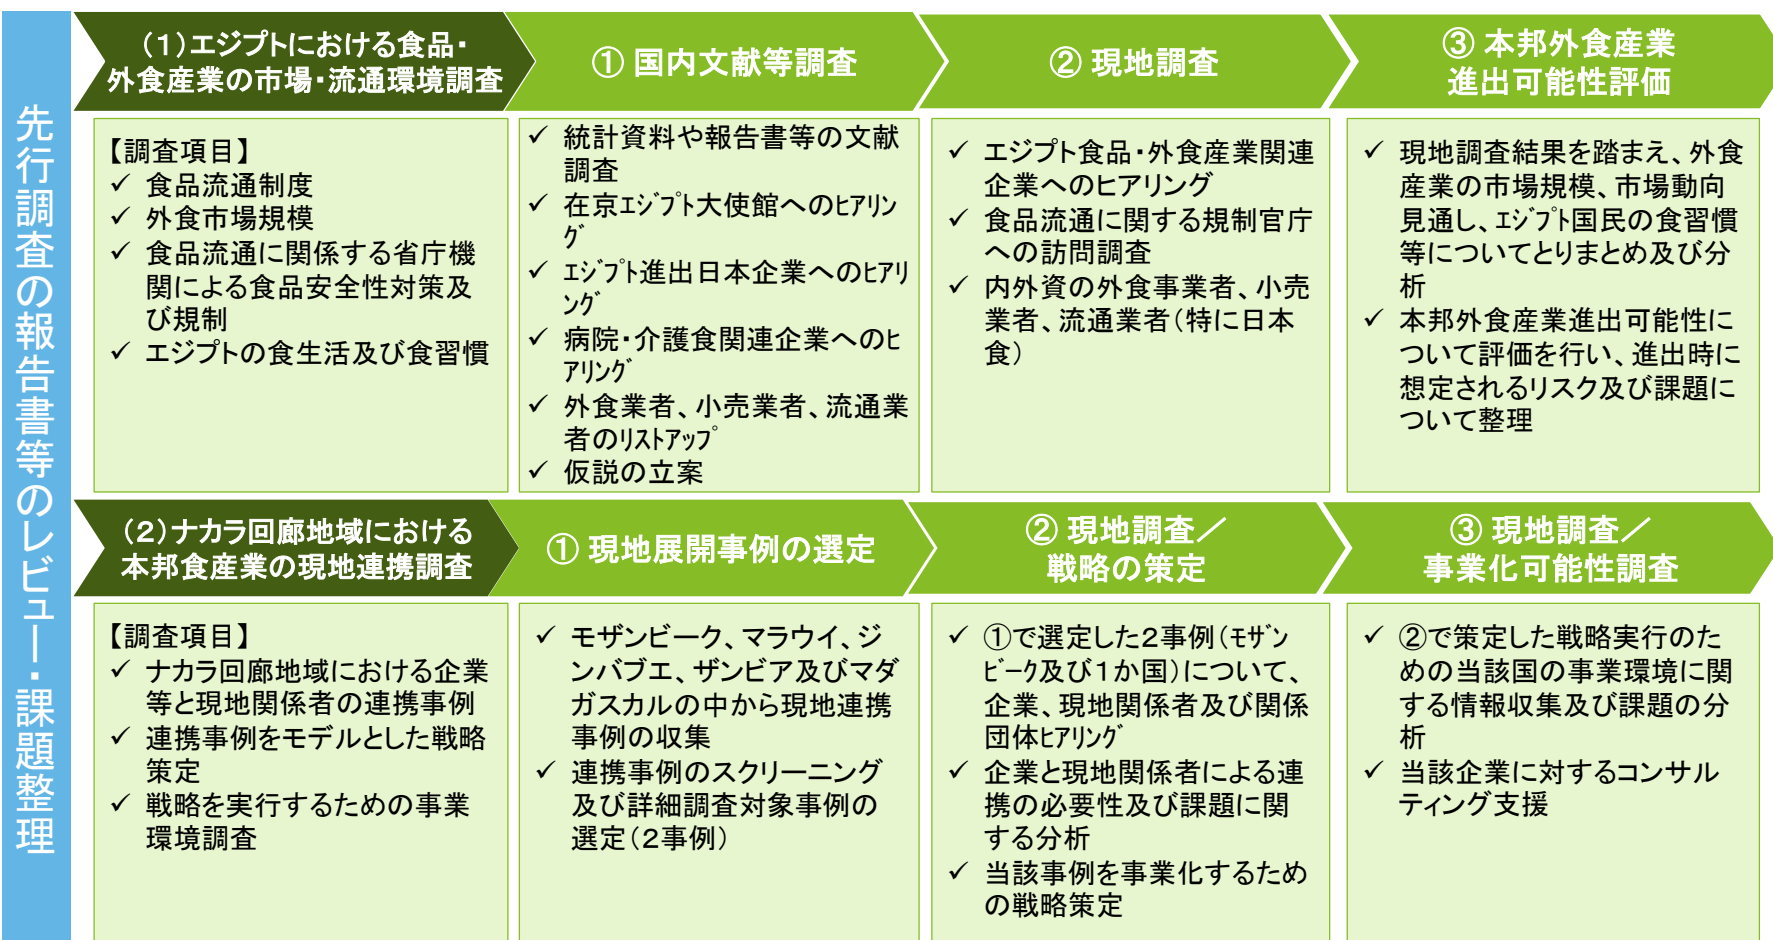 先行調査の報告書等のレビュー・課題整理
（１）エジプトにおける食品・
外食産業の市場・流通環境調査
① 国内文献等調査
② 現地調査
③ 本邦外食産業
進出可能性評価
【調査項目】
✓ 食品流通制度
✓ 外食市場規模
✓ 食品流通に関係する省庁機
関による食品安全性対策及
び規制
✓ エジプトの食生活及び食習慣
✓ 統計資料や報告書等の文献
調査
✓ 在京ｴｼﾞﾌﾟﾄ大使館へのﾋｱﾘﾝ
ｸﾞ
✓ ｴｼﾞﾌﾟﾄ進出日本企業へのﾋｱﾘ
ﾝｸﾞ
✓ 病院・介護食関連企業へのﾋ
ｱﾘﾝｸﾞ
✓ 外食業者、小売業者、流通業
者のﾘｽﾄｱｯﾌﾟ
✓ 仮説の立案
✓ エジプト食品・外食産業関連
企業へのヒアリング
✓ 食品流通に関する規制官庁
への訪問調査
✓ 内外資の外食事業者、小売
業者、流通業者（特に日本
食）
✓ 現地調査結果を踏まえ、外食
産業の市場規模、市場動向
見通し、ｴｼﾞﾌﾟﾄ国民の食習慣
等についてとりまとめ及び分
析
✓ 本邦外食産業進出可能性に
ついて評価を行い、進出時に
想定されるリスク及び課題に
ついて整理
（２）ナカラ回廊地域における
本邦食産業の現地連携調査
① 現地展開事例の選定
② 現地調査／
戦略の策定
③ 現地調査／
事業化可能性調査
【調査項目】
✓ ナカラ回廊地域における企業
等と現地関係者の連携事例
✓ 連携事例をモデルとした戦略
策定
✓ 戦略を実行するための事業
環境調査
✓ モザンビーク、マラウイ、ジ
ンバブエ、ザンビア及びマダ
ガスカルの中から現地連携
事例の収集
✓ 連携事例のスクリーニング
及び詳細調査対象事例の
選定（２事例）
✓ ①で選定した２事例（ﾓｻﾞﾝ
ﾋﾞｰｸ及び１か国）について、
企業、現地関係者及び関係
団体ﾋｱﾘﾝｸﾞ
✓ 企業と現地関係者による連
携の必要性及び課題に関
する分析
✓ 当該事例を事業化するため
の戦略策定
✓ ②で策定した戦略実行のた
めの当該国の事業環境に関
する情報収集及び課題の分
析
✓ 当該企業に対するコンサル
ティング支援